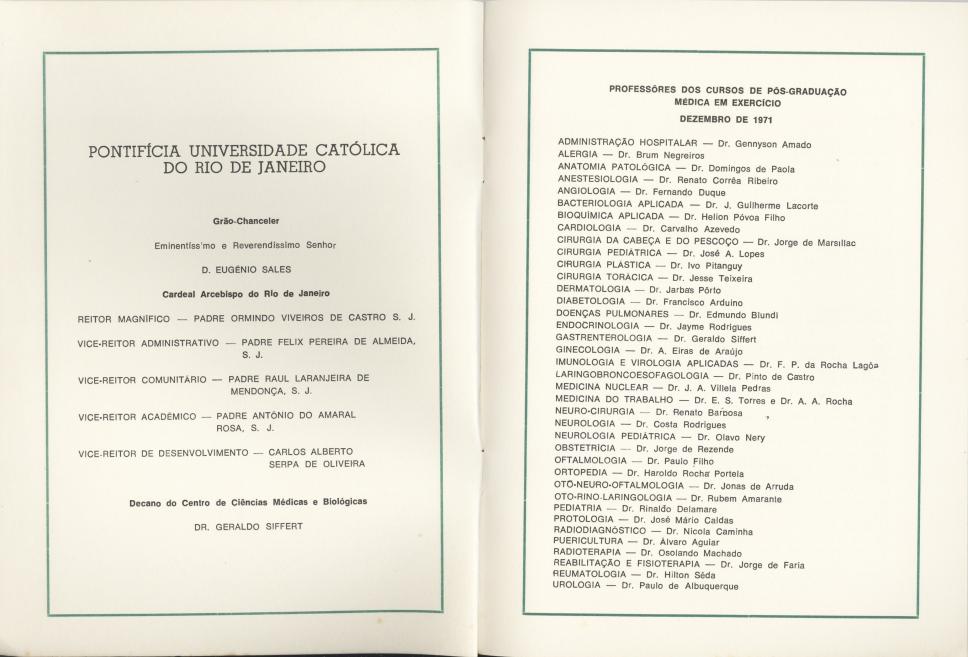 PONTIFÍCIA UNIVERSIDADE CATÓLICA
DO RIO DE JANEIRO
Grão-Chanceler
Eminentíss'mo e Reverendíssimo Senhor
D. EUGÉNIO SALES
Cardeal Arcebispo do Rio de Janeiro
REITOR MAGNÍFICO — PADRE ORMINDO VIVEIROS DE CASTRO S. J.
VICE-REITOR ADMINISTRATIVO — PADRE FELIX PEREIRA DE ALMEIDA,
S. J.
VICE-REITOR COMUNITÁRIO — PADRE RAUL LARANJEIRA DE
MENDONÇA, S. J.
VICE-REITOR ACADÉMICO — PADRE ANTÔNIO DO AMARAL
ROSA, S. J.
VICE-REITOR DE DESENVOLVIMENTO — CARLOS ALBERTO
SERPA DE OLIVEIRA
Decano do Centro de Ciências Médicas e Biológicas
DR. GERALDO SIFFERT
PROFESSÔRES DOS CURSOS DE PÓS-GRADUAÇÃO
MÉDICA EM EXERCÍCIO
DEZEMBRO DE 1971
ADMINISTRAÇÃO HOSPITALAR — Dr. Gennyson Amado
ALERGIA — Dr. Brum Negreiros
ANATOMIA PATOLÓGICA — Dr. Domingos de Paola
ANESTESIOLOGIA — Dr. Renato Corrêa Ribeiro
ANGIOLOGIA — Dr. Fernando Duque
BACTERIOLOGIA APLICADA — Dr. J. Guilherme Lacorte
BIOQUÍMICA APLICADA — Dr. Helion Póvoa Filho
CARDIOLOGIA — Dr. Carvalho Azevedo
CIRURGIA DA CABEÇA E DO PESCOÇO — Dr. Jorge de Marsillac
CIRURGIA PEDIÁTRICA — Dr. José A. Lopes
CIRURGIA PLÁSTICA — Dr. Ivo Pitanguy
CIRURGIA TORÁCICA — Dr. Jesse Teixeira
DERMATOLOGIA — Dr. Jarbas Pôrto
DIABETOLOGIA — Dr. Francisco Arduino
DOENÇAS PULMONARES — Dr. Edmundo Blundi
ENDOCRINOLOGIA — Dr. Jayme Rodrigues
GASTRENTEROLOGIA — Dr. Geraldo Siffert
GINECOLOGIA — Dr. A. Eiras de Araújo
IMUNOLOGIA E VIROLOGIA APLICADAS — Dr. F. P. da Rocha Lagôa
LARINGOBRONCOESOFAGOLOGIA — Dr. Pinto de Castro
MEDICINA NUCLEAR — Dr. J. A. Villela Pedras
MEDICINA DO TRABALHO — Dr. E. S. Torres e Dr. A. A. Rocha
NEURO-CIRURGIA — Dr. Renato Barbosa
NEUROLOGIA — Dr. Costa Rodrigues
NEUROLOGIA PEDIÁTRICA — Dr. Olavo Nery
OBSTETRÍCIA — Dr. Jorge de Rezende
OFTALMOLOGIA — Dr. Paulo Filho
ORTOPEDIA — Dr. Haroldo Rocha Portela
OTO-NEURO-OFTALMOLOGIA — Dr. Jonas de Arruda
OTO-RINO-LARINGOLOGIA — Dr. Rubem Amarante
PEDIATRIA — Dr. Rinaldo Delamare
PROTOLOGIA — Dr. José Mário Caldas
RADIODIAGNÓSTICO — Dr. Nicola Caminha
PUERICULTURA — Dr. Álvaro Aguiar
RADIOTERAPIA — Dr. Osolando Machado
REABILITAÇÃO E FISIOTERAPIA — Dr. Jorge de Faria
REUMATOLOGIA — Dr. Hilton Sêda
UROLOGIA — Dr. Paulo de Albuquerque